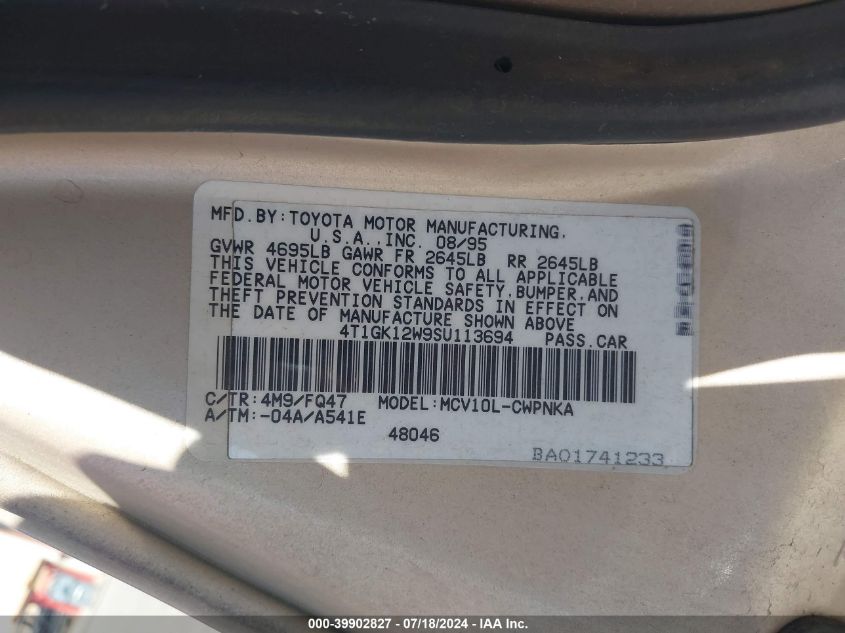 MFD. BY: TOYOTA MOTOR MANUFACTURING.
U.S.A., INC. 08/95
GVWR 4695LB GAWR FR 2645LB RR 2645LB
THIS VEHICLE CONFORMS TO ALL APPLICABLE
FEDERAL MOTOR VEHICLE SAFETY, BUMPER, AND
THEFT PREVENTION STANDARDS IN EFFECT ON
THE DATE OF MANUFACTURE SHOWN ABOVE
4T1GK12W9SU113694 PASS.CAR
C/TR: 4M9/FQ47 MODEL: MCV10L-CWPNKA
A/TM: -04A/A541E
48046
BA01741233
000-39902827 / 07/18/2024 / IAA Inc.